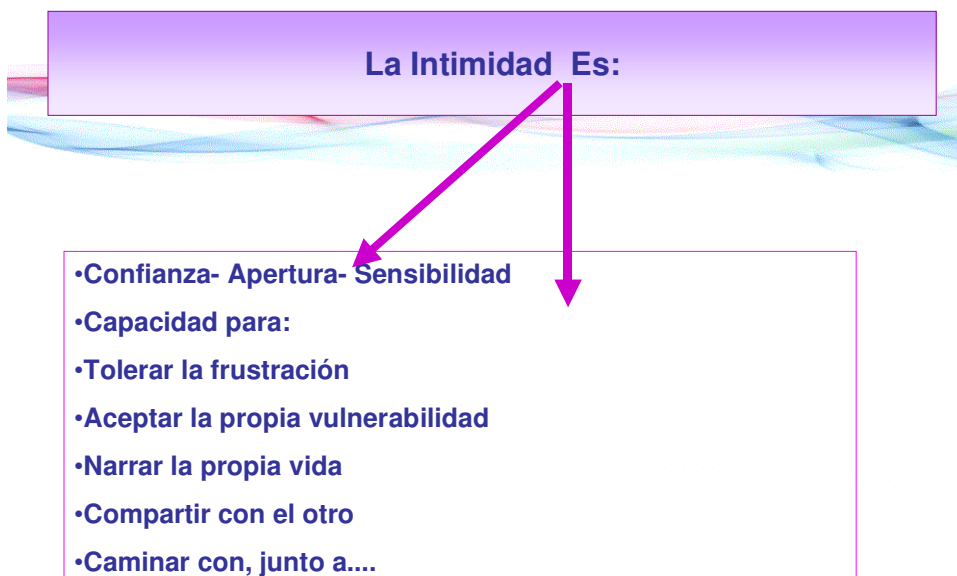 La Intimidad  Es:
•Confianza- Apertura- Sensibilidad
•Capacidad para:
•Tolerar la frustración
•Aceptar la propia vulnerabilidad
•Narrar la propia vida
•Compartir con el otro
•Caminar con, junto a....